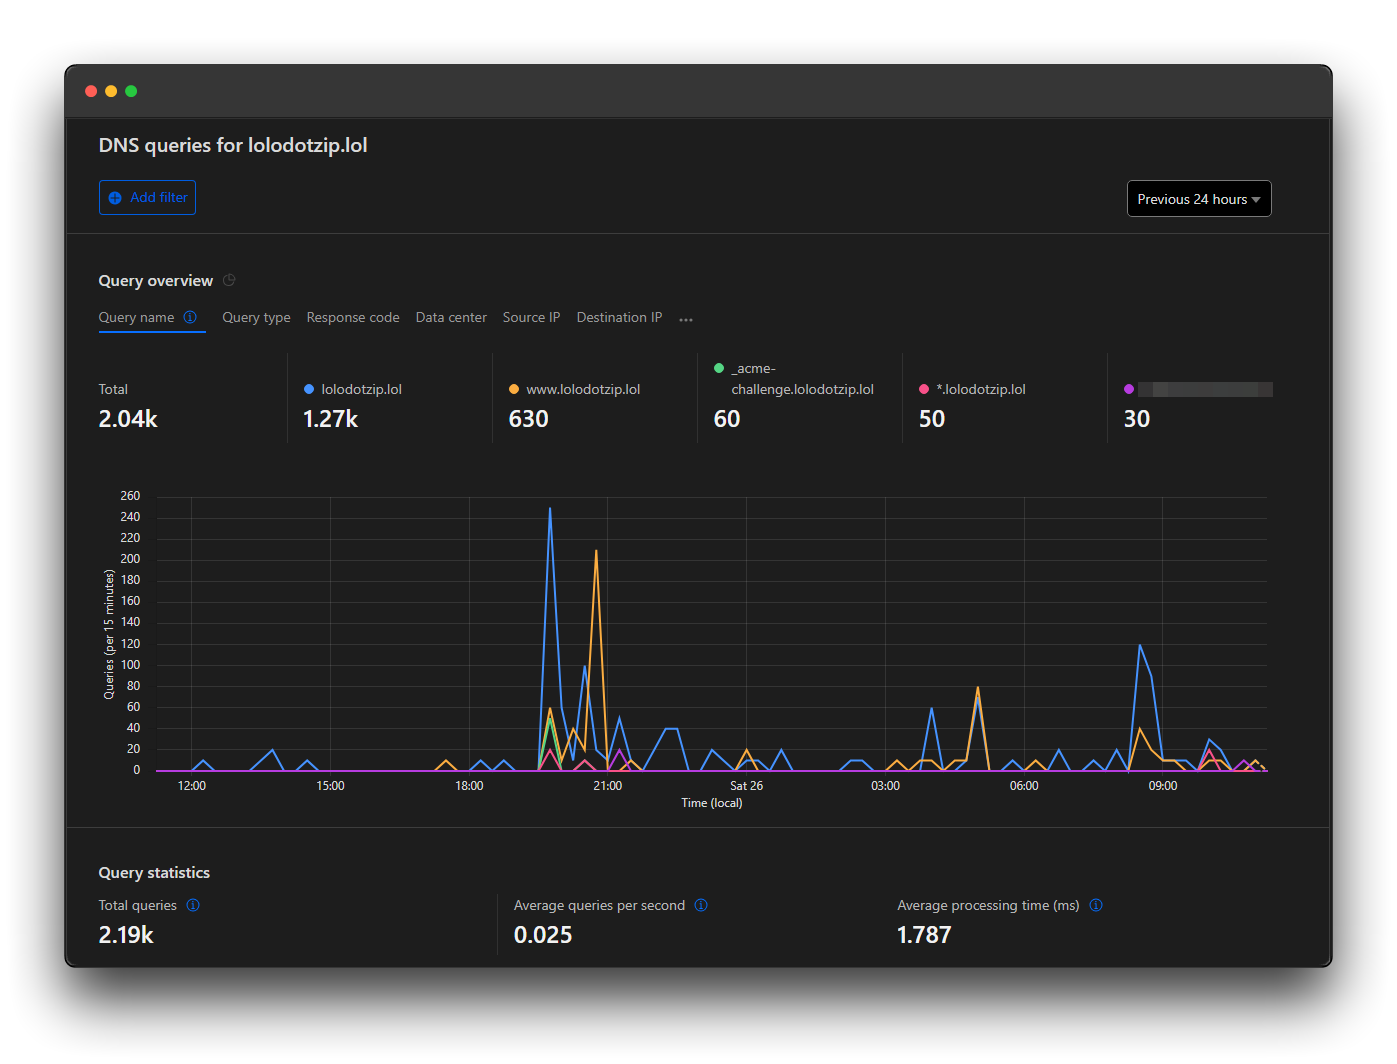 DNS queries for lolodotzip.lol
Add filter
Previous 24 hours
Query overview
Query name Query type Response code Data center Source IP Destination IP ...
Total
2.04k
lolodotzip.lol
1.27k
www.lolodotzip.lol
630
_acme-
challenge.lolodotzip.lol
60
*.lolodotzip.lol
50
30
Queries (per 15 minutes)
260
240
220
200
180
160
140
120
100
80
60
40
20
0
12:00 15:00 18:00 21:00 Sat 26 03:00 06:00 09:00
Time (local)
Query statistics
Total queries
2.19k
Average queries per second
0.025
Average processing time (ms)
1.787